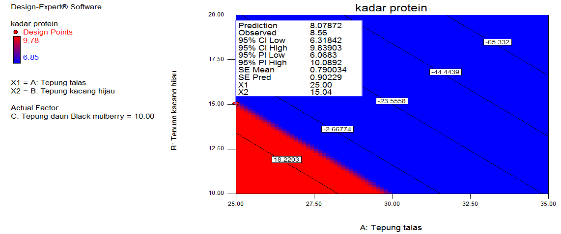 Design-Expert® Software
kadar protein
kadar protein
Design Points
9.78
6.85
X1 = A: Tepung talas
X2 = B: Tepung kacang hijau
Actual Factor
C: Tepung daun Black mulberry = 10.00
Prediction 8.07872
Observed 8.56
95% CI Low 6.31842
95% CI High 9.83903
95% PI Low 6.0683
95% PI High 10.0892
SE Mean 0.790034
SE Pred 0.90229
X1 25.00
X2 15.04
20.00
17.50
15.00
12.50
10.00
B: Tepung kacang hijau
-65.332
-44.4439
-23.5558
-2.66774
25.00 27.50 30.00 32.50 35.00
A: Tepung talas